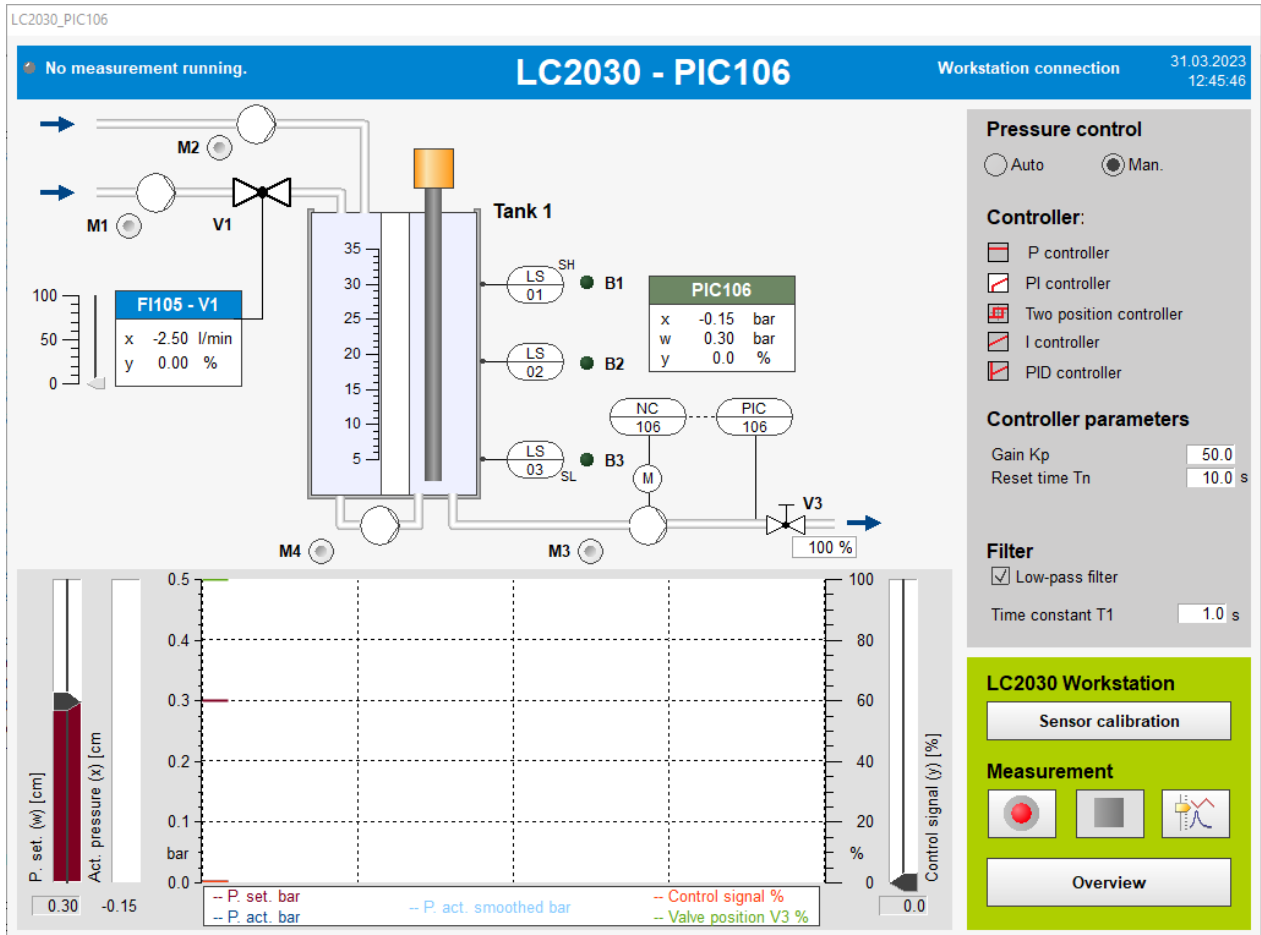 LC2030_PIC106
No measurement running.
LC2030 - PIC106
Workstation connection
31.03.2023
12:45:46
M2
M1
V1
100
50
0
FI105 - V1
x -2.50 l/min
y 0.00 %
Tank 1
35
30
25
20
15
10
5
LS
01
SH
B1
LS
02
B2
LS
03
SL
B3
PIC106
x -0.15 bar
w 0.30 bar
y 0.0 %
NC
106
PIC
106
M
V3
100 %
M4
M3
Pressure control
Auto
Man.
Controller:
P controller
PI controller
Two position controller
I controller
PID controller
Controller parameters
Gain Kp 50.0
Reset time Tn 10.0 s
Filter
Low-pass filter
Time constant T1 1.0 s
P. set. (w) [cm]
0.30
Act. pressure (x) [cm
-0.15
0.5
0.4
0.3
0.2
0.1
bar
0.0
100
80
60
40
20
%
0
Control signal (y) [%]
0.0
-- P. set. bar
-- P. act. bar
-- P. act. smoothed bar
-- Control signal %
-- Valve position V3 %
LC2030 Workstation
Sensor calibration
Measurement
Overview